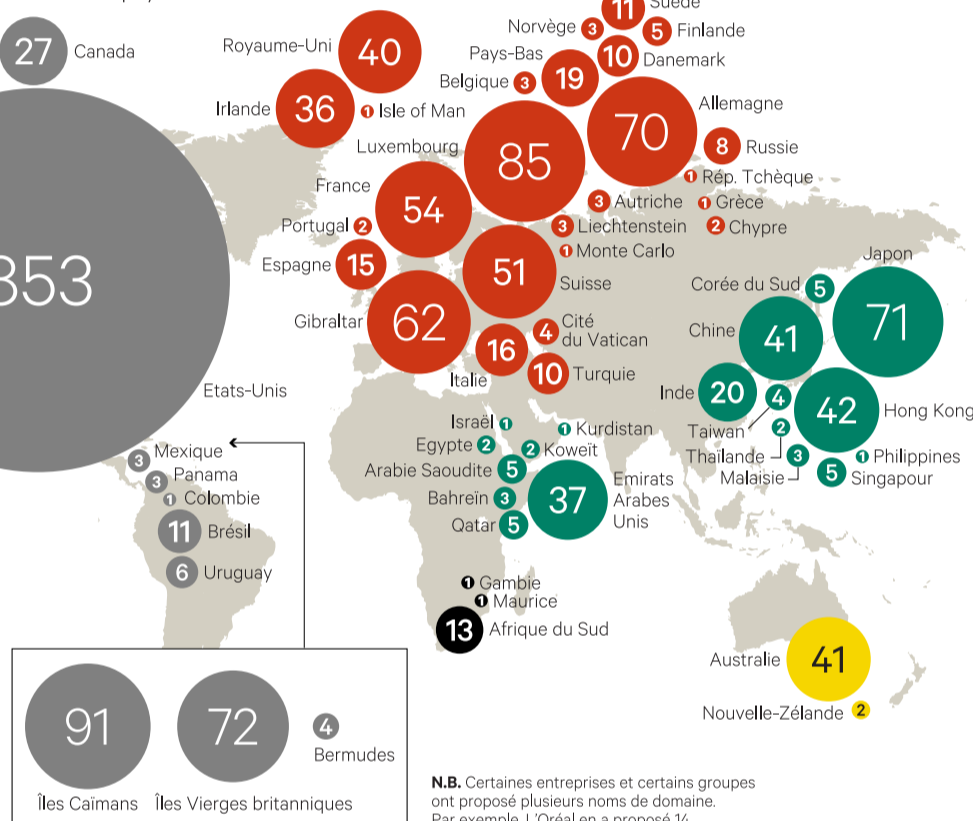 27 Canada
Etats-Unis
3 Mexique
3 Panama
1 Colombie
11 Brésil
6 Uruguay
91 Îles Caïmans
72 Îles Vierges britanniques
4 Bermudes
11 Suède
Norvège 3
5 Finlande
10 Danemark
Pays-Bas 19
Belgique 3
Royaume-Uni 40
Irlande 36
1 Isle of Man
Luxembourg 85
70 Allemagne
8 Russie
1 Rép. Tchèque
France 54
3 Autriche
1 Grèce
Portugal 2
3 Liechtenstein
2 Chypre
1 Monte Carlo
Espagne 15
51 Suisse
Gibraltar 62
4 Cité
du Vatican
16 Italie
10 Turquie
Japon 71
Corée du Sud 5
Chine 41
Inde 20
42 Hong Kong
4 Taiwan
2 Thaïlande
3 Malaisie
1 Philippines
5 Singapour
Israël 1
1 Kurdistan
Egypte 2
2 Koweït
Arabie Saoudite 5
Bahreïn 3
Qatar 5
37 Emirats
Arabes
Unis
1 Gambie
1 Maurice
13 Afrique du Sud
Australie 41
Nouvelle-Zélande 2
N.B. Certaines entreprises et certains groupes
ont proposé plusieurs noms de domaine.
Par exemple, L'Oréal en a proposé 14